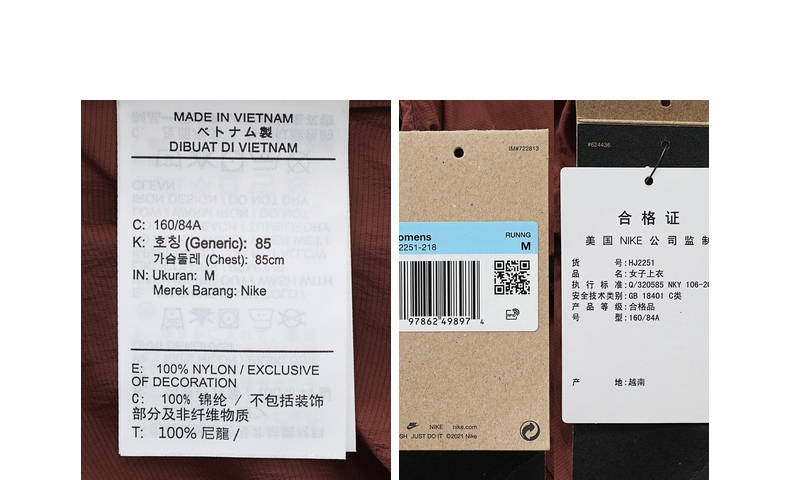 MADE IN VIETNAM
ベトナム製
DIBUAT DI VIETNAM
C: 160/84A
K: 호칭 (Generic): 85
가슴둘레 (Chest): 85cm
IN: Ukuran: M
Merek Barang: Nike
E: 100% NYLON / EXCLUSIVE
OF DECORATION
C: 100% 锦纶 / 不包括装饰
部分及非纤维物质
T: 100% 尼龍 /
IM#722813
omens
RUNNG
2251-218
M
97862 49897 4
NIKE nike.com
GH JUST DO IT ©2021 Nike
#624436
合格证
美国 NIKE 公司监制
货 号:HJ2251
品 名:女子上衣
执行标准:Q/320585 NKY 106-20
安全技术类别:GB 18401 C类
产品等级:合格品
号 型:160/84A
产 地:越南